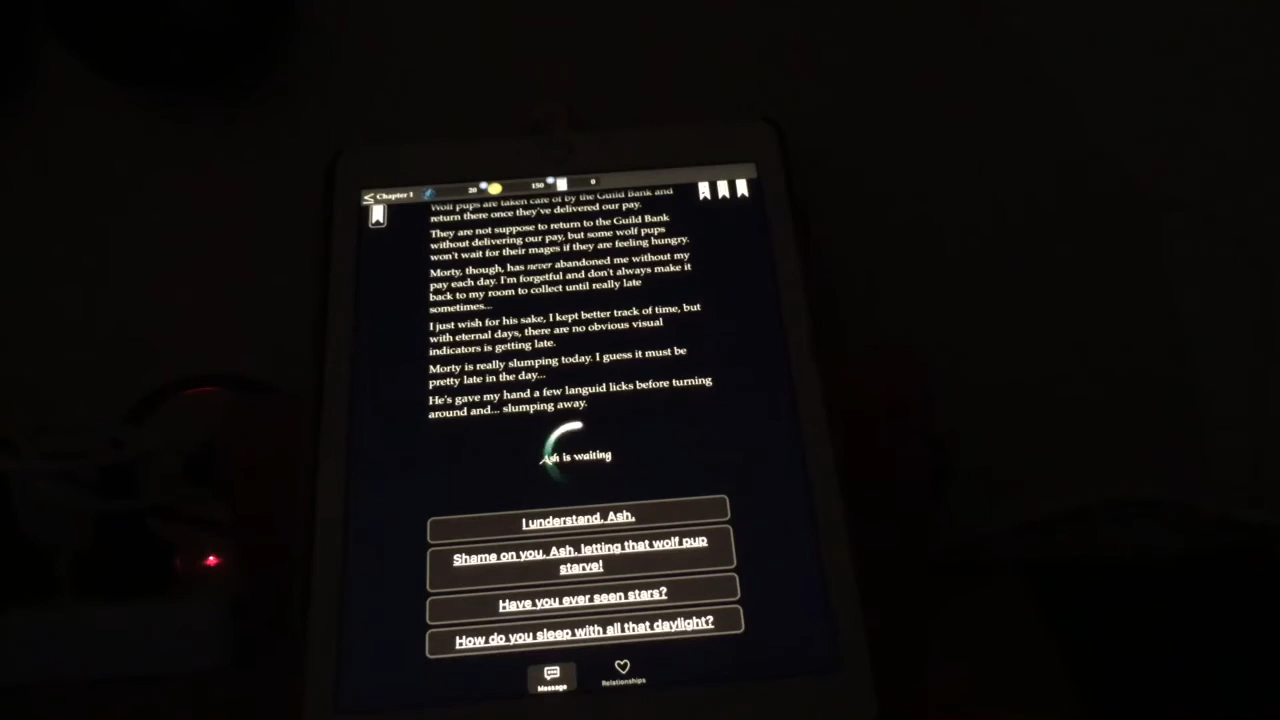 Chapter 1 20 150 0
Wolf pups are taken care of by the Guild Bank and
return there once they've delivered our pay.
They are not suppose to return to the Guild Bank
without delivering our pay, but some wolf pups
won't wait for their mages if they are feeling hungry.
Morty, though, has never abandoned me without my
pay each day. I'm forgetful and don't always make it
back to my room to collect until really late
sometimes...
I just wish for his sake, I kept better track of time, but
with eternal days, there are no obvious visual
indicators is getting late.
Morty is really slumping today. I guess it must be
pretty late in the day...
He's gave my hand a few languid licks before turning
around and... slumping away.
Ash is waiting
I understand, Ash.
Shame on you, Ash, letting that wolf pup
starve!
Have you ever seen stars?
How do you sleep with all that daylight?
Message Relationships